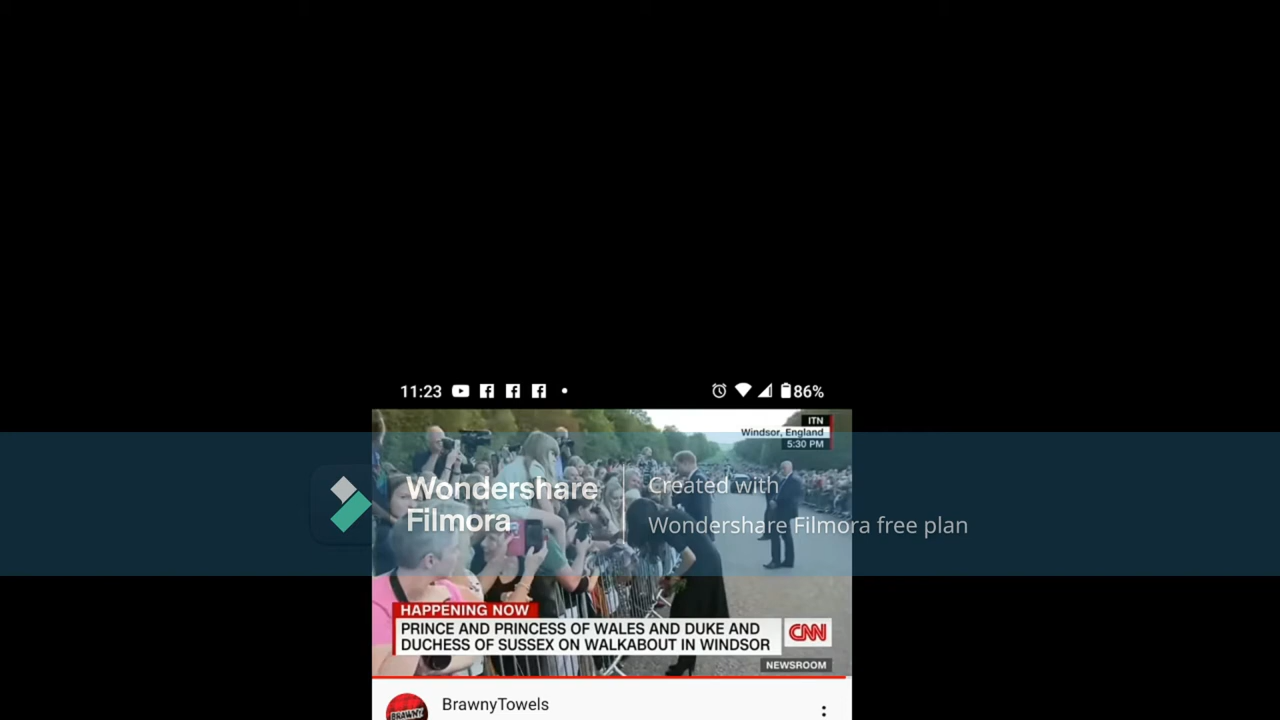 11:23
86%
ITN
Windsor, England
5:30 PM
Wondershare
Filmora
Created with
Wondershare Filmora free plan
HAPPENING NOW
PRINCE AND PRINCESS OF WALES AND DUKE AND
DUCHESS OF SUSSEX ON WALKABOUT IN WINDSOR
CNN
NEWSROOM
BrawnyTowels
BRAWNY